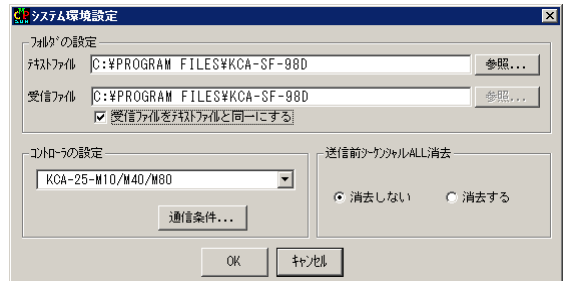 システム環境設定
ﾌｫﾙﾀﾞの設定
ﾃｷｽﾄﾌｧｲﾙ C:¥PROGRAM FILES¥KCA-SF-98D 参照...
受信ﾌｧｲﾙ C:¥PROGRAM FILES¥KCA-SF-98D 参照...
受信ﾌｧｲﾙをﾃｷｽﾄﾌｧｲﾙと同一にする
ｺﾝﾄﾛｰﾗの設定
KCA-25-M10/M40/M80
通信条件...
送信前ｼｰｹﾝｼｬﾙALL消去
消去しない 消去する
OK ｷｬﾝｾﾙ